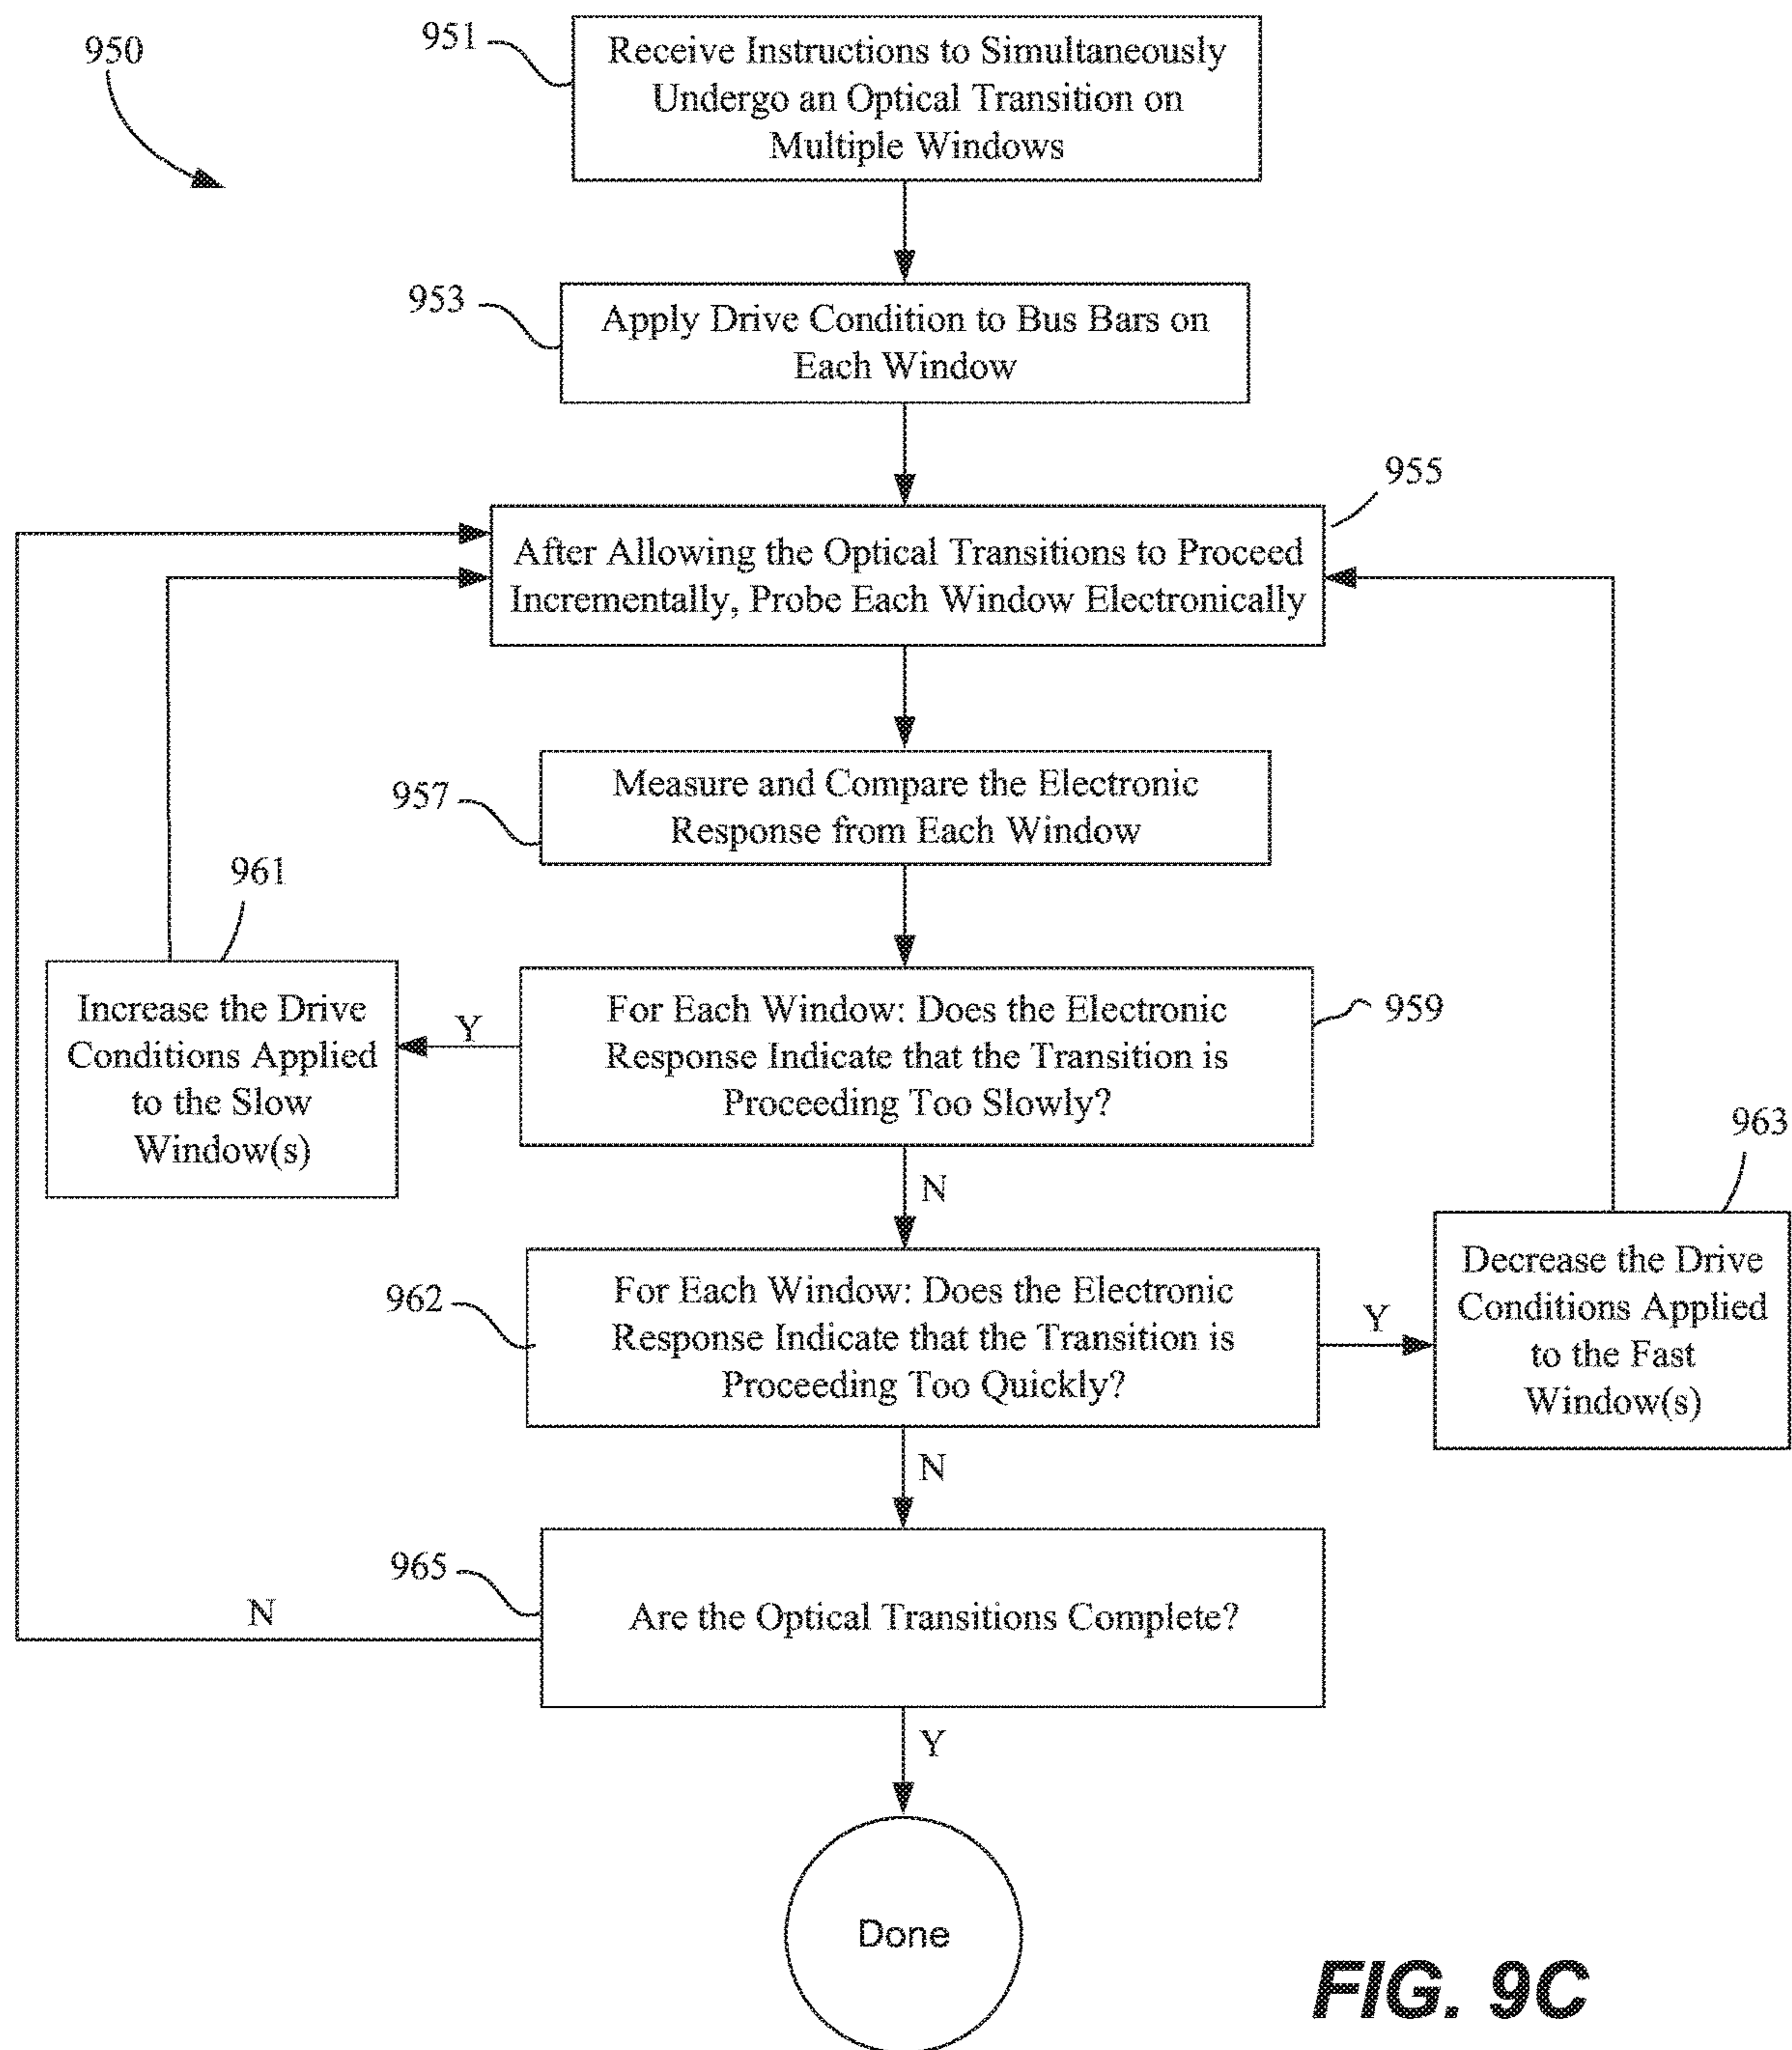 950
951
Receive Instructions to Simultaneously
Undergo an Optical Transition on
Multiple Windows
953
Apply Drive Condition to Bus Bars on
Each Window
955
After Allowing the Optical Transitions to Proceed
Incrementally, Probe Each Window Electronically
957
Measure and Compare the Electronic
Response from Each Window
961
Increase the Drive
Conditions Applied
to the Slow
Window(s)
Y
For Each Window: Does the Electronic
Response Indicate that the Transition is
Proceeding Too Slowly?
959
N
962
For Each Window: Does the Electronic
Response Indicate that the Transition is
Proceeding Too Quickly?
Y
963
Decrease the Drive
Conditions Applied
to the Fast
Window(s)
N
965
Are the Optical Transitions Complete?
N
Y
Done
FIG. 9C